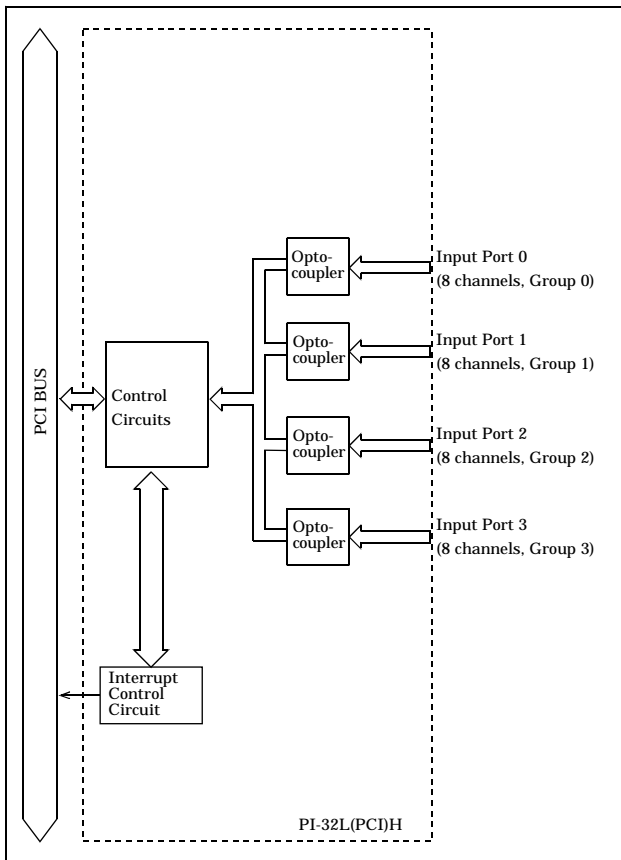 Opto-
coupler
Input Port 0
(8 channels, Group 0)
Opto-
coupler
Input Port 1
(8 channels, Group 1)
PCI BUS
Control
Circuits
Opto-
coupler
Input Port 2
(8 channels, Group 2)
Opto-
coupler
Input Port 3
(8 channels, Group 3)
Interrupt
Control
Circuit
PI-32L(PCI)H